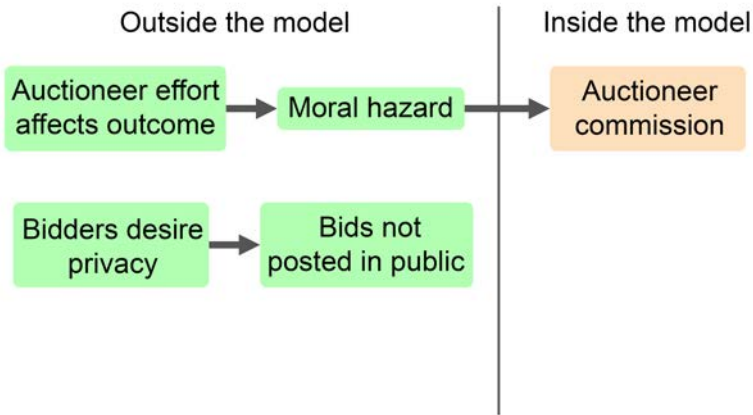 Outside the model
Inside the model
Auctioneer effort
affects outcome
Moral hazard
Auctioneer
commission
Bidders desire
privacy
Bids not
posted in public